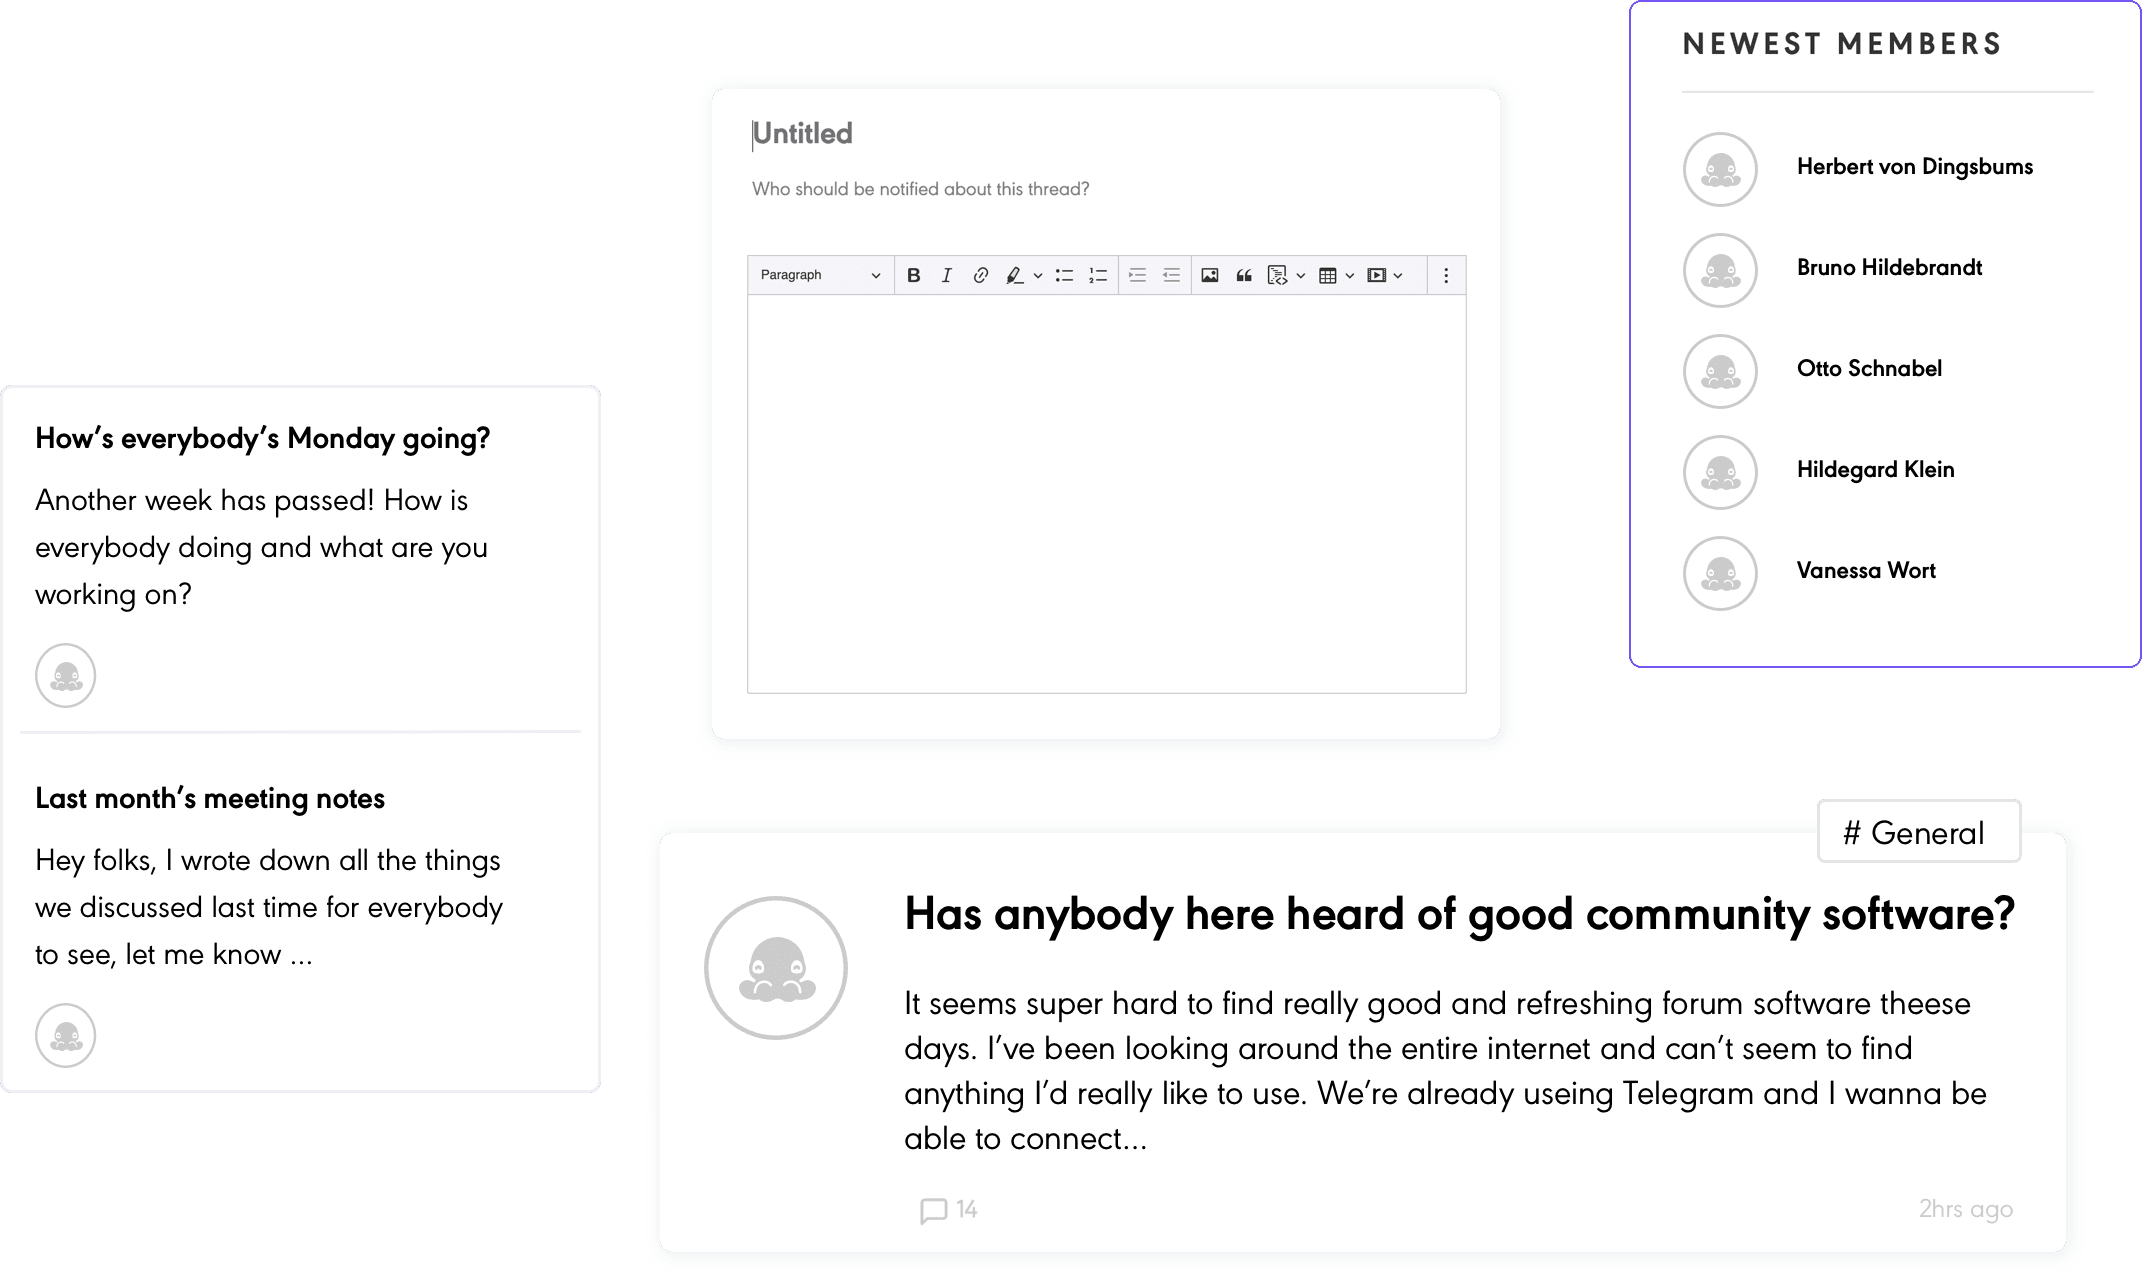 NEWEST MEMBERS
Herbert von Dingsbums
Bruno Hildebrandt
Otto Schnabel
Hildegard Klein
Vanessa Wort
Untitled
Who should be notified about this thread?
Paragraph
How’s everybody’s Monday going?
Another week has passed! How is
everybody doing and what are you
working on?
Last month’s meeting notes
Hey folks, I wrote down all the things
we discussed last time for everybody
to see, let me know ...
# General
Has anybody here heard of good community software?
It seems super hard to find really good and refreshing forum software theese
days. I’ve been looking around the entire internet and can’t seem to find
anything I’d really like to use. We’re already useing Telegram and I wanna be
able to connect...
14
2hrs ago